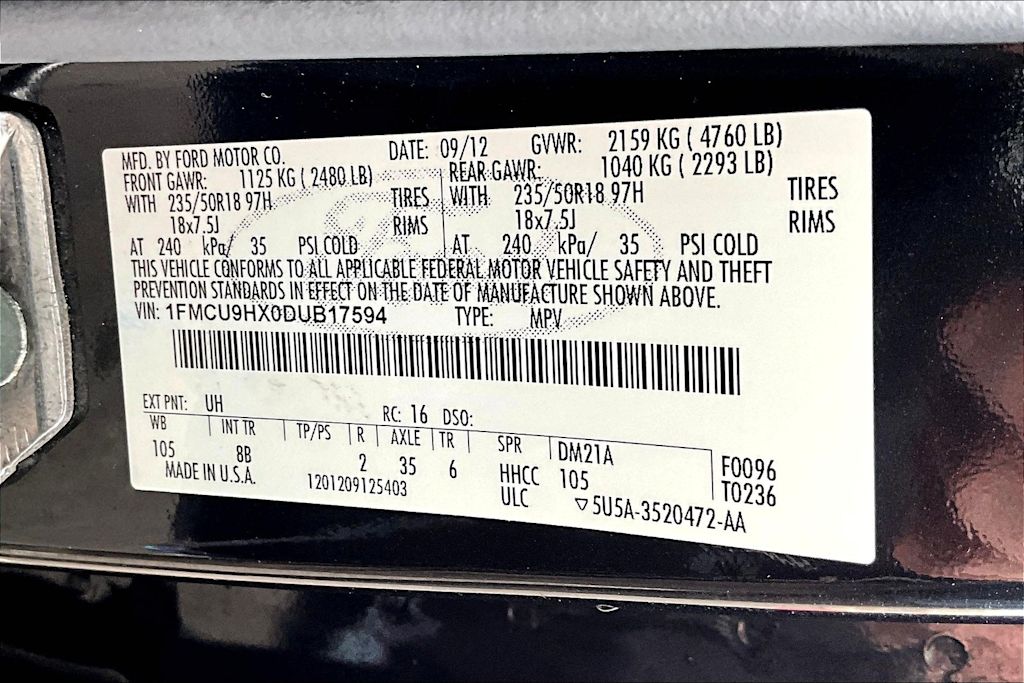 MFD. BY FORD MOTOR CO. DATE: 09/12 GVWR: 2159 KG ( 4760 LB)
FRONT GAWR: 1125 KG ( 2480 LB) REAR GAWR: 1040 KG ( 2293 LB)
WITH 235/50R18 97H TIRES WITH 235/50R18 97H TIRES
18x7.5J RIMS 18x7.5J RIMS
AT 240 kPa/ 35 PSI COLD AT 240 kPa/ 35 PSI COLD
THIS VEHICLE CONFORMS TO ALL APPLICABLE FEDERAL MOTOR VEHICLE SAFETY AND THEFT
PREVENTION STANDARDS IN EFFECT ON THE DATE OF MANUFACTURE SHOWN ABOVE.
VIN: 1FMCU9HX0DUB17594 TYPE: MPV
EXT PNT: UH RC: 16 DSO:
WB INT TR TP/PS R AXLE TR SPR DM21A
105 8B 2 35 6 HHCC 105 F0096
MADE IN U.S.A. 1201209125403 ULC ▽5U5A-3520472-AA T0236